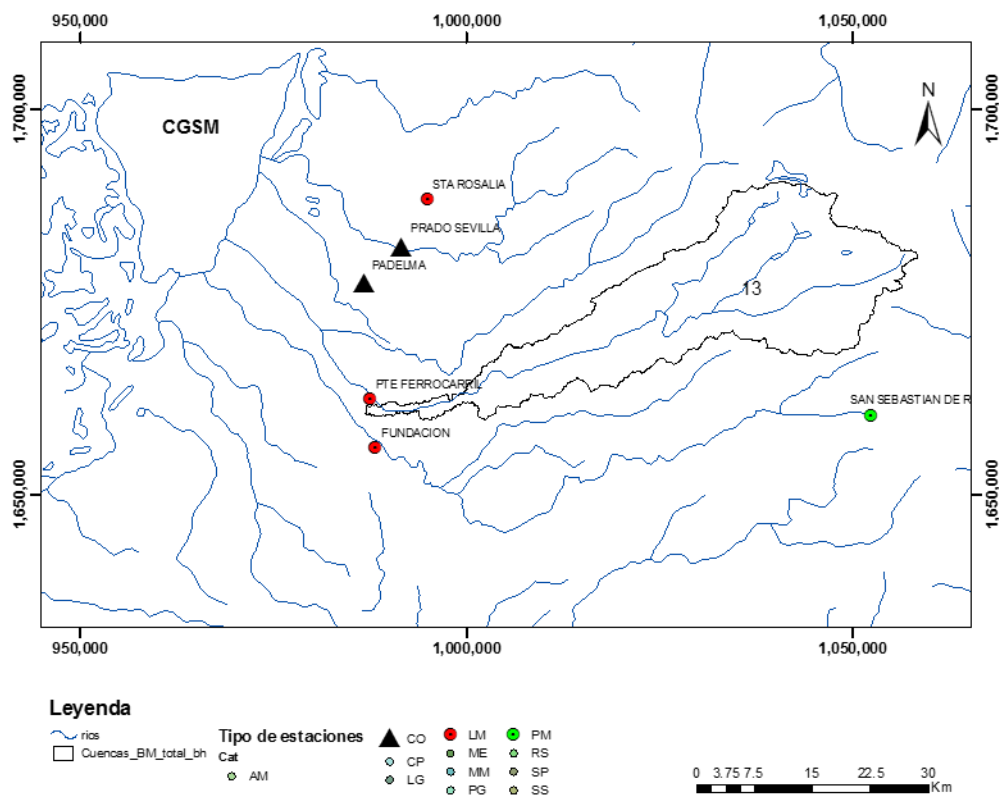 950,000 1,000,000 1,050,000
N
1,700,000 1,700,000
CGSM
STA ROSALIA
PRADO SEVILLA
PADELMA
13
PTE FERROCARRIL
SAN SEBASTIAN DE R
FUNDACION
1,650,000 1,650,000
950,000 1,000,000 1,050,000
Leyenda
rios
Cuencas_BM_total_bh
Tipo de estaciones
Cat
AM
CO
CP
LG
LM
ME
MM
PG
PM
RS
SP
SS
0 3.75 7.5 15 22.5 30
Km